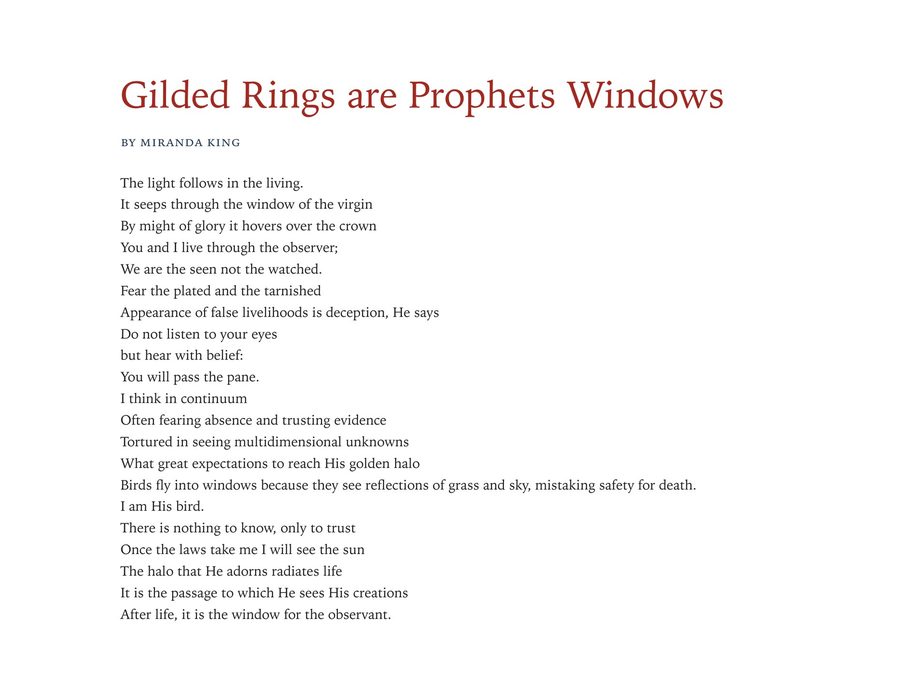 Gilded Rings are Prophets Windows
BY MIRANDA KING
The light follows in the living.
It seeps through the window of the virgin
By might of glory it hovers over the crown
You and I live through the observer;
We are the seen not the watched.
Fear the plated and the tarnished
Appearance of false livelihoods is deception, He says
Do not listen to your eyes
but hear with belief:
You will pass the pane.
I think in continuum
Often fearing absence and trusting evidence
Tortured in seeing multidimensional unknowns
What great expectations to reach His golden halo
Birds fly into windows because they see reflections of grass and sky, mistaking safety for death.
I am His bird.
There is nothing to know, only to trust
Once the laws take me I will see the sun
The halo that He adorns radiates life
It is the passage to which He sees His creations
After life, it is the window for the observant.